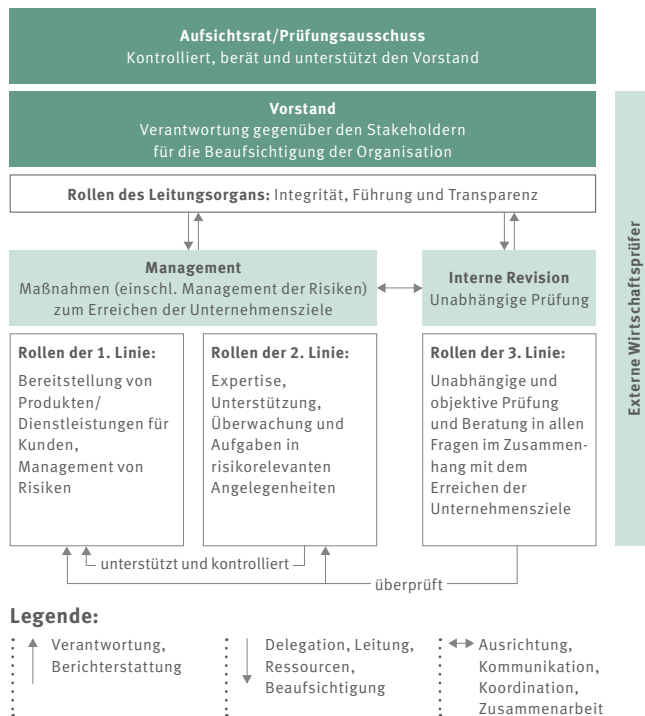 Aufsichtsrat/Prüfungsausschuss
Kontrolliert, berät und unterstützt den Vorstand
Vorstand
Verantwortung gegenüber den Stakeholdern
für die Beaufsichtigung der Organisation
Rollen des Leitungsorgans: Integrität, Führung und Transparenz
Management
Maßnahmen (einschl. Management der Risiken)
zum Erreichen der Unternehmensziele
Interne Revision
Unabhängige Prüfung
Externe Wirtschaftsprüfer
Rollen der 1. Linie:
Bereitstellung von
Produkten/
Dienstleistungen für
Kunden,
Management von
Risiken
Rollen der 2. Linie:
Expertise,
Unterstützung,
Überwachung und
Aufgaben in
risikorelevanten
Angelegenheiten
Rollen der 3. Linie:
Unabhängige und
objektive Prüfung
und Beratung in allen
Fragen im Zusammen-
hang mit dem
Erreichen der
Unternehmensziele
unterstützt und kontrolliert
überprüft
Legende:
Verantwortung,
Berichterstattung
Delegation, Leitung,
Ressourcen,
Beaufsichtigung
Ausrichtung,
Kommunikation,
Koordination,
Zusammenarbeit